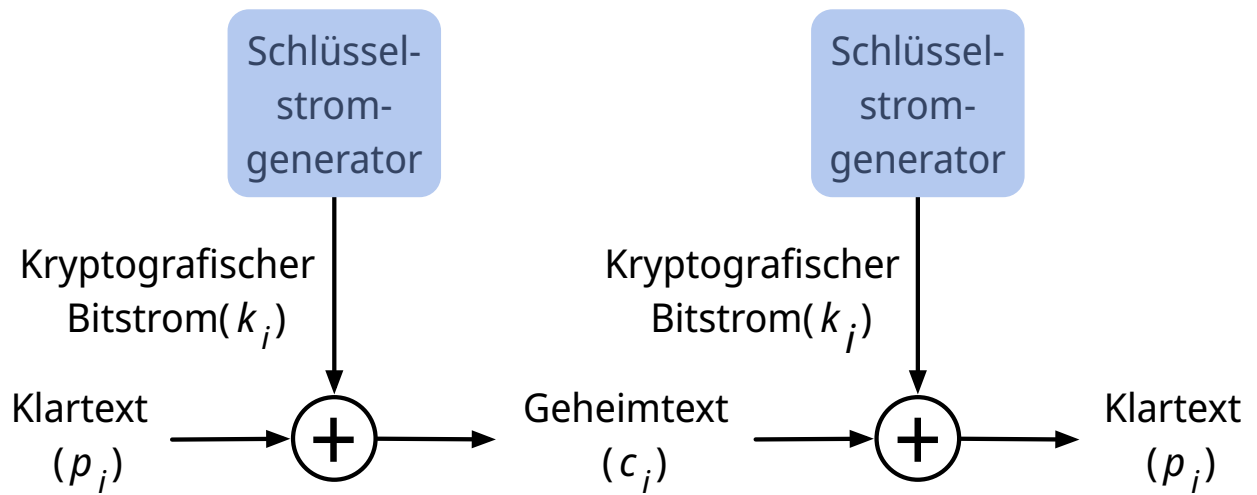 Schlüssel-
strom-
generator
Schlüssel-
strom-
generator
Kryptografischer
Bitstrom(k i)
Kryptografischer
Bitstrom(k i)
Klartext
(p i)
+
Geheimtext
(c i)
+
Klartext
(p i)